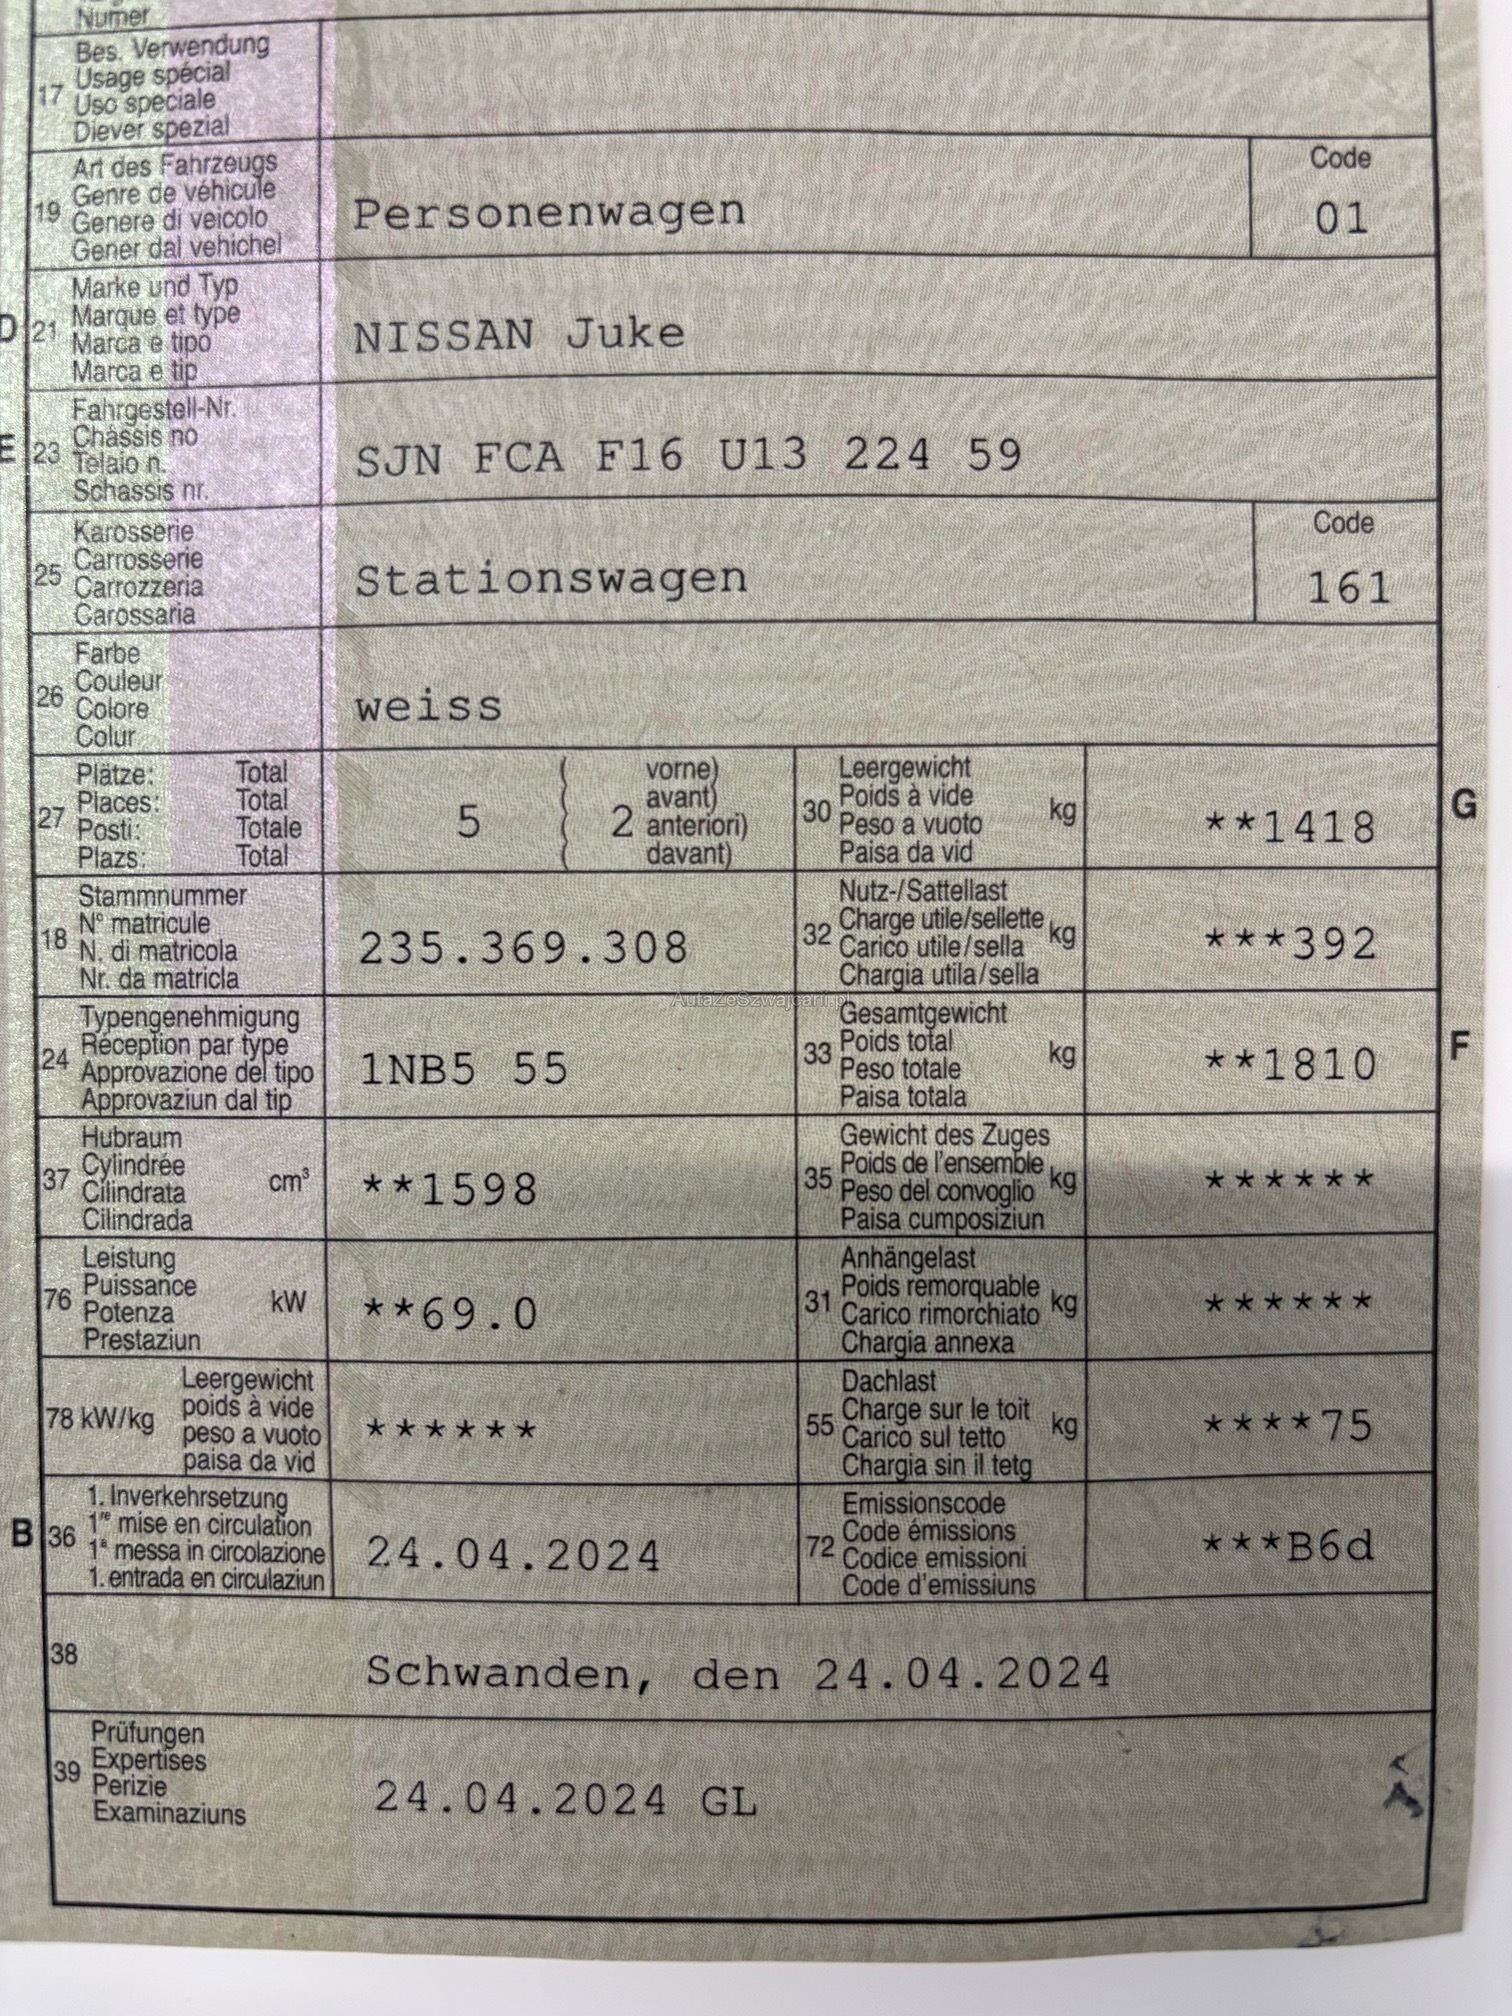 Numer
17 Bes. Verwendung
Usage spécial
Uso speciale
Diever spezial
19 Art des Fahrzeugs
Genre de véhicule
Genere di veicolo
Gener dal vehichel
Personenwagen
Code
01
D 21 Marke und Typ
Marque et type
Marca e tipo
Marca e tip
NISSAN Juke
E 23 Fahrgestell-Nr.
Châssis no
Telaio n.
Schassis nr.
SJN FCA F16 U13 224 59
25 Karosserie
Carrosserie
Carrozzeria
Carossaria
Stationswagen
Code
161
26 Farbe
Couleur
Colore
Colur
weiss
27 Plätze: Total
Places: Total
Posti: Totale
Plazs: Total
5
( vorne)
( avant)
( 2 anteriori)
( davant)
30 Leergewicht
Poids à vide
Peso a vuoto
Paisa da vid
kg
**1418
G
18 Stammnummer
N° matricule
N. di matricola
Nr. da matricla
235.369.308
32 Nutz-/Sattellast
Charge utile/sellette
Carico utile/sella
Chargia utila/sella
kg
***392
AutaZeSzwajcarii.pl
24 Typengenehmigung
Réception par type
Approvazione del tipo
Approvaziun dal tip
1NB5 55
33 Gesamtgewicht
Poids total
Peso totale
Paisa totala
kg
**1810
F
37 Hubraum
Cylindrée
Cilindrata
Cilindrada
cm³
**1598
35 Gewicht des Zuges
Poids de l'ensemble
Peso del convoglio
Paisa cumposiziun
kg
******
76 Leistung
Puissance
Potenza
Prestaziun
kW
**69.0
31 Anhängelast
Poids remorquable
Carico rimorchiato
Chargia annexa
kg
******
78 kW/kg
Leergewicht
poids à vide
peso a vuoto
paisa da vid
******
55 Dachlast
Charge sur le toit
Carico sul tetto
Chargia sin il tetg
kg
****75
B 36 1. Inverkehrsetzung
1re mise en circulation
1a messa in circolazione
1. entrada en circulaziun
24.04.2024
72 Emissionscode
Code émissions
Codice emissioni
Code d'emissiuns
***B6d
38
Schwanden, den 24.04.2024
39 Prüfungen
Expertises
Perizie
Examinaziuns
24.04.2024 GL